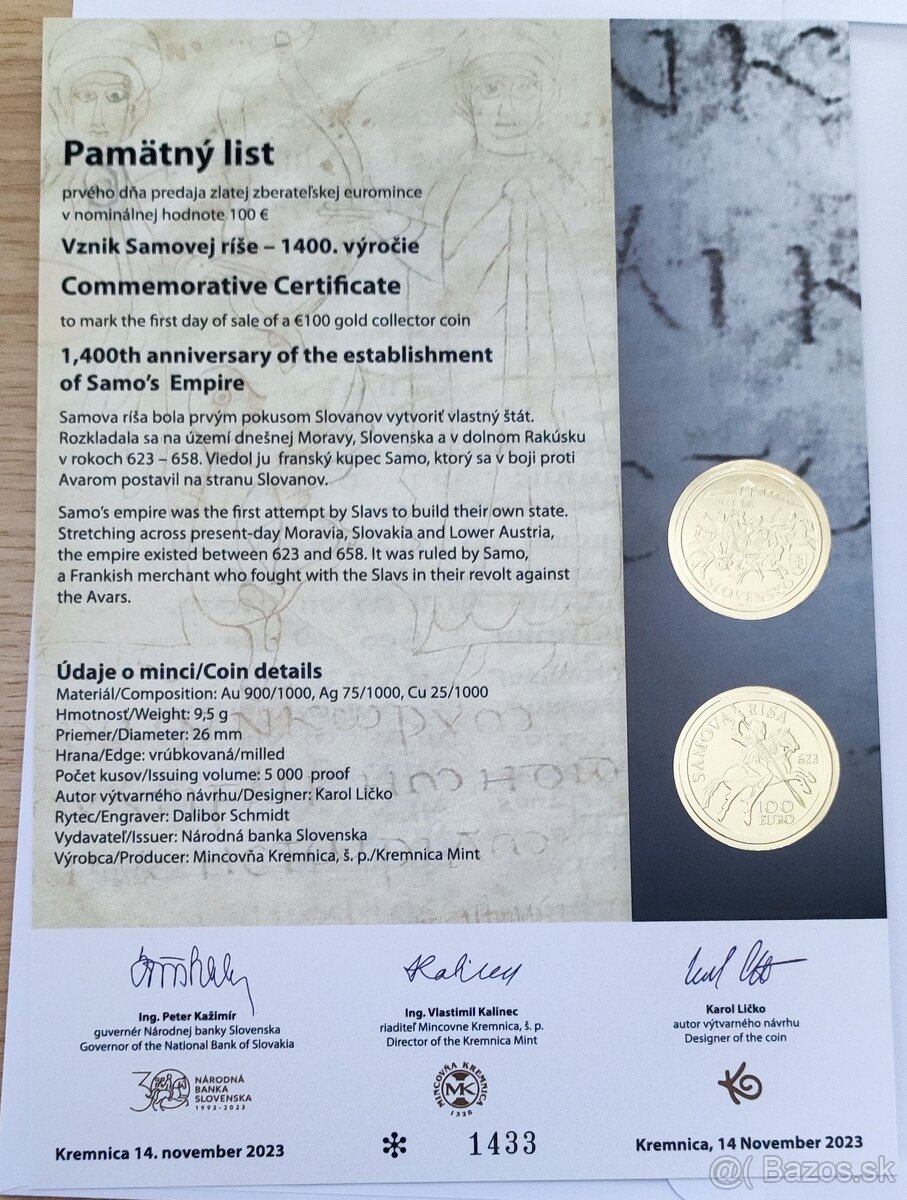 Pamätný list
prvého dňa predaja zlatej zberateľskej euromince
v nominálnej hodnote 100 €
Vznik Samovej ríše – 1400. výročie
Commemorative Certificate
to mark the first day of sale of a €100 gold collector coin
1,400th anniversary of the establishment
of Samo's Empire
Samova ríša bola prvým pokusom Slovanov vytvoriť vlastný štát.
Rozkladala sa na území dnešnej Moravy, Slovenska a v dolnom Rakúsku
v rokoch 623 – 658. Viedol ju franský kupec Samo, ktorý sa v boji proti
Avarom postavil na stranu Slovanov.
Samo's empire was the first attempt by Slavs to build their own state.
Stretching across present-day Moravia, Slovakia and Lower Austria,
the empire existed between 623 and 658. It was ruled by Samo,
a Frankish merchant who fought with the Slavs in their revolt against
the Avars.
Údaje o minci/Coin details
Materiál/Composition: Au 900/1000, Ag 75/1000, Cu 25/1000
Hmotnosť/Weight: 9,5 g
Priemer/Diameter: 26 mm
Hrana/Edge: vrúbkovaná/milled
Počet kusov/Issuing volume: 5 000 proof
Autor výtvarného návrhu/Designer: Karol Ličko
Rytec/Engraver: Dalibor Schmidt
Vydavateľ/Issuer: Národná banka Slovenska
Výrobca/Producer: Mincovňa Kremnica, š. p./Kremnica Mint
SLOVENSKO
SAMOVA RÍŠA
623
100
EURO
Ing. Peter Kažimír
guvernér Národnej banky Slovenska
Governor of the National Bank of Slovakia
Ing. Vlastimil Kalinec
riaditeľ Mincovne Kremnica, š. p.
Director of the Kremnica Mint
Karol Ličko
autor výtvarného návrhu
Designer of the coin
30 NÁRODNÁ
BANKA
SLOVENSKA
1993-2023
MINCOVŇA KREMNICA
MK
1328
Kremnica 14. november 2023
1433
Kremnica, 14 November 2023
@( Bazos.sk